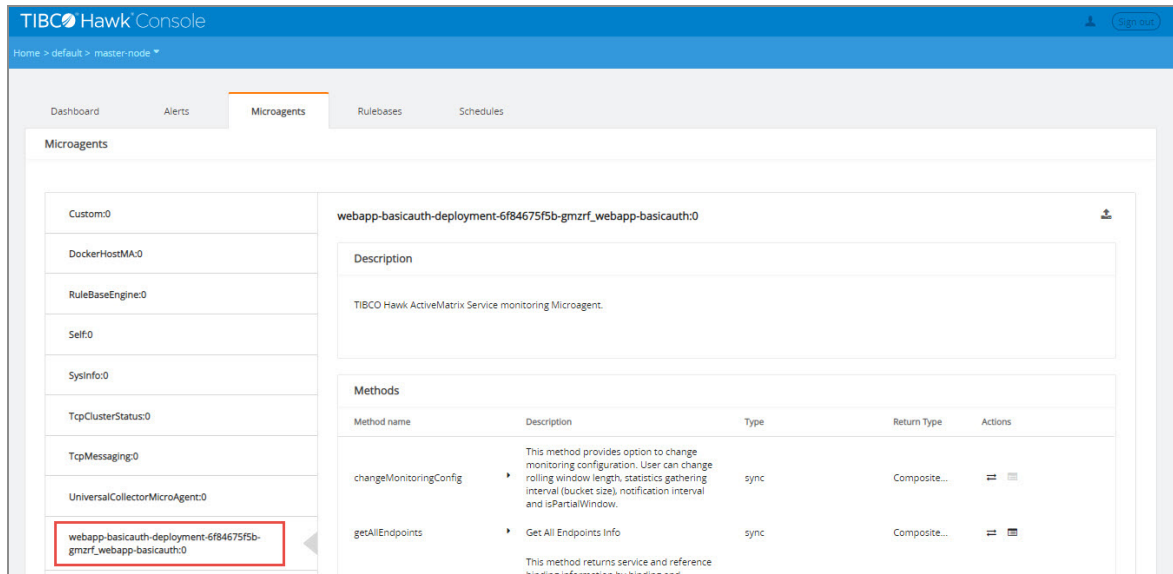 TIBCO Hawk Console
Sign out
Home > default > master-node
Dashboard Alerts Microagents Rulebases Schedules
Microagents
Custom:0
DockerHostMA:0
RuleBaseEngine:0
Self:0
SysInfo:0
TcpClusterStatus:0
TcpMessaging:0
UniversalCollectorMicroAgent:0
webapp-basicauth-deployment-6f84675f5b-
gmzrf_webapp-basicauth:0
webapp-basicauth-deployment-6f84675f5b-gmzrf_webapp-basicauth:0
Description
TIBCO Hawk ActiveMatrix Service monitoring Microagent.
Methods
Method name Description Type Return Type Actions
changeMonitoringConfig
This method provides option to change
monitoring configuration. User can change
rolling window length, statistics gathering
interval (bucket size), notification interval
and isPartialWindow.
sync Composite...
getAllEndpoints Get All Endpoints Info sync Composite...
This method returns service and reference
binding information by binding and